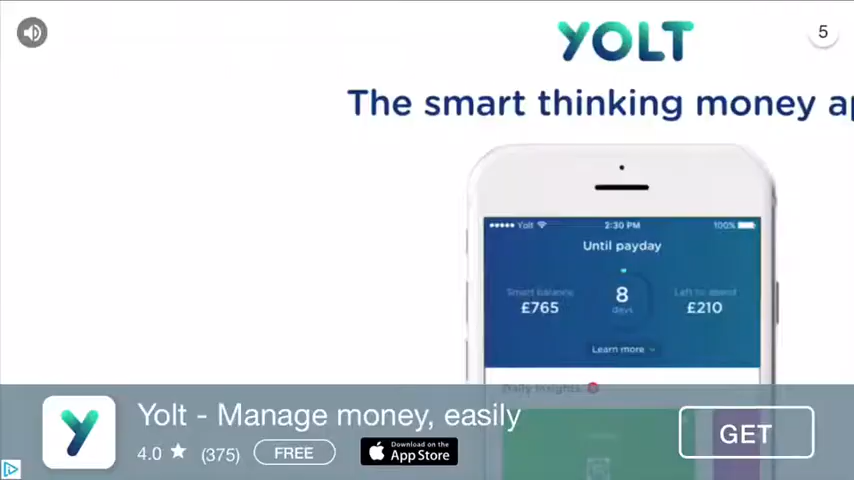 YOLT
5
The smart thinking money a
Yolt
2:30 PM
100%
Until payday
Smart balance
£765
8
days
Left to spend
£210
Learn more
Daily Insights
Yolt - Manage money, easily
4.0 ★ (375) FREE
Download on the
App Store
GET